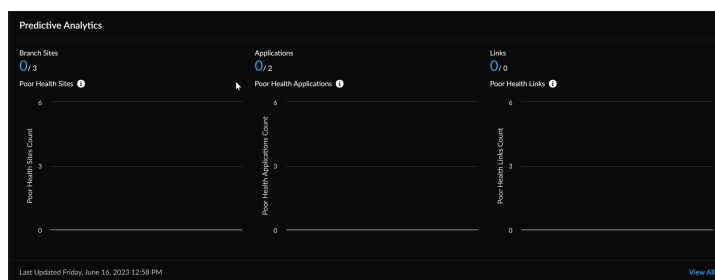 Predictive Analytics
Branch Sites
0/ 3
Poor Health Sites
6
3
0
Poor Health Sites Count
Applications
0/ 2
Poor Health Applications
6
3
0
Poor Health Applications Count
Links
0/ 0
Poor Health Links
6
3
0
Poor Health Links Count
Last Updated Friday, June 16, 2023 12:58 PM
View All